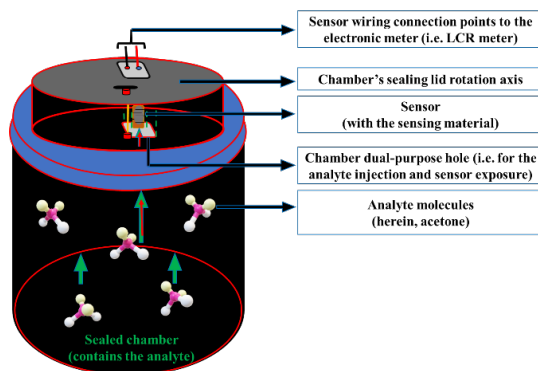 Sensor wiring connection points to the
electronic meter (i.e. LCR meter)
Chamber's sealing lid rotation axis
Sensor
(with the sensing material)
Chamber dual-purpose hole (i.e. for the
analyte injection and sensor exposure)
Analyte molecules
(herein, acetone)
Sealed chamber
(contains the analyte)